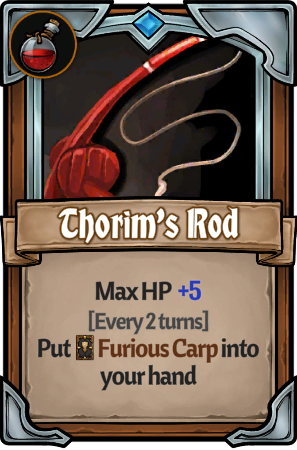 Thorim's Rod
Max HP +5
[Every 2 turns]
Put Furious Carp into
your hand